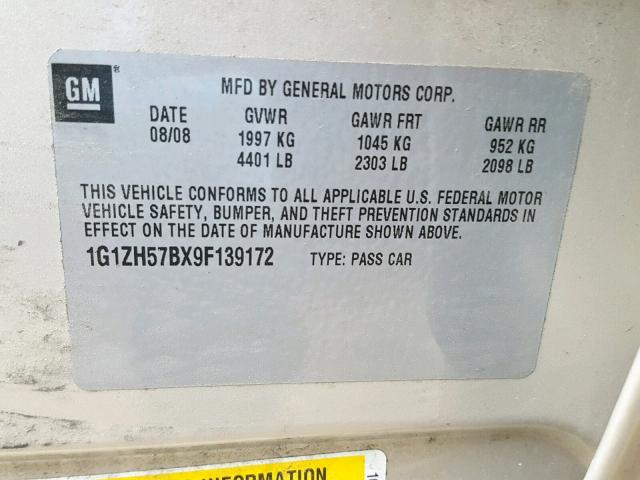 GM®
MFD BY GENERAL MOTORS CORP.
DATE GVWR GAWR FRT GAWR RR
08/08 1997 KG 1045 KG 952 KG
4401 LB 2303 LB 2098 LB
THIS VEHICLE CONFORMS TO ALL APPLICABLE U.S. FEDERAL MOTOR
VEHICLE SAFETY, BUMPER, AND THEFT PREVENTION STANDARDS IN
EFFECT ON THE DATE OF MANUFACTURE SHOWN ABOVE.
1G1ZH57BX9F139172 TYPE: PASS CAR
INFORMATION